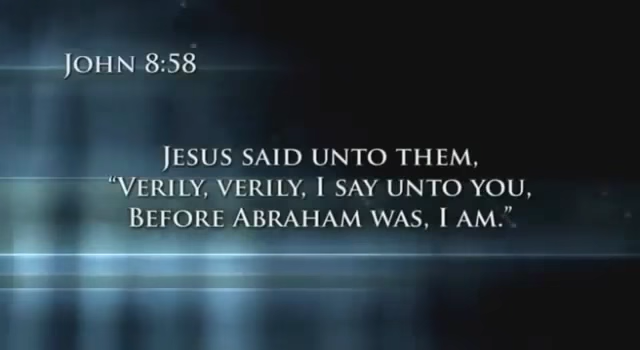 John 8:58
Jesus said unto them,
“Verily, verily, I say unto you,
Before Abraham was, I am.”